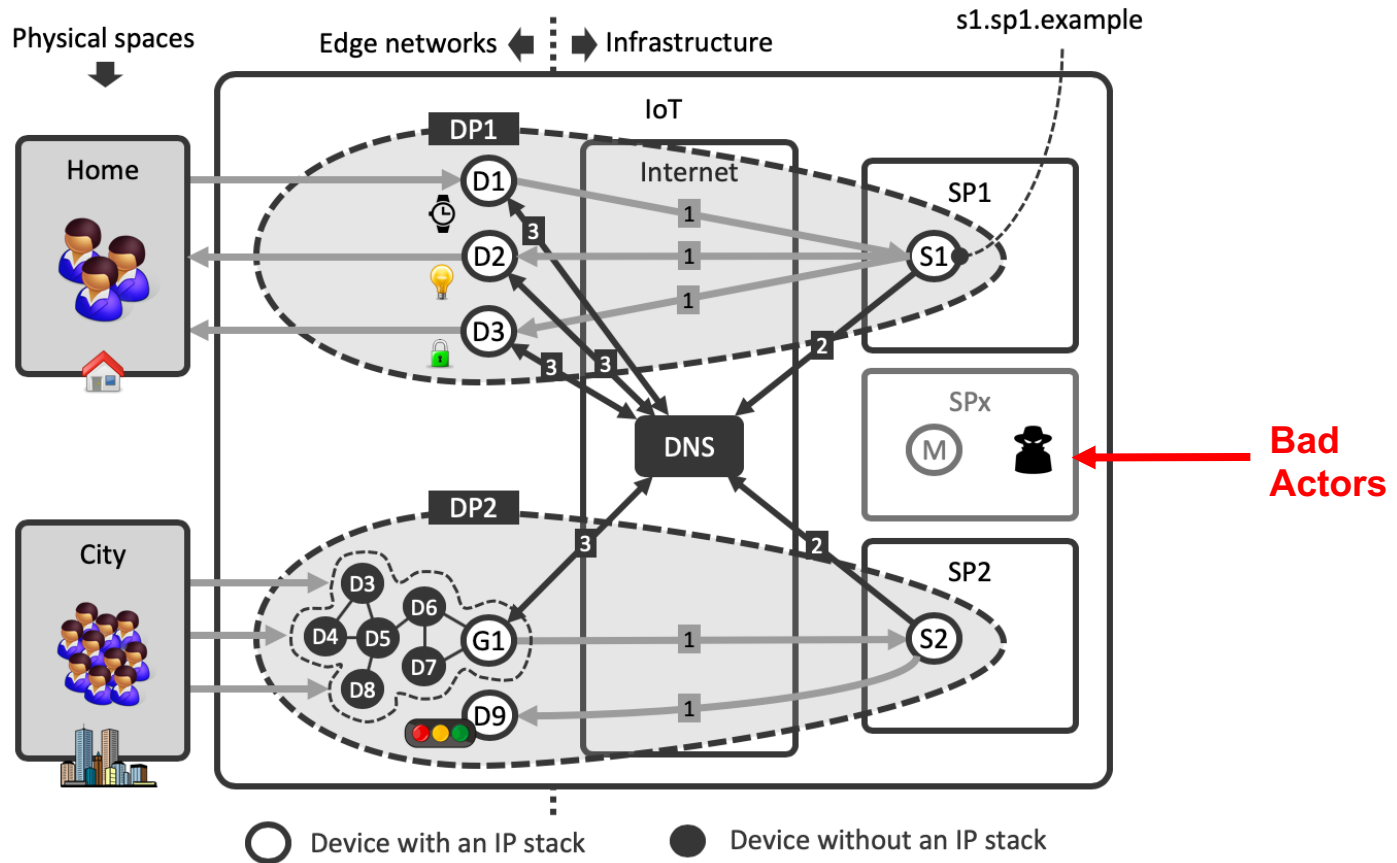 s1.sp1.example
Physical spaces
Edge networks
Infrastructure
IoT
DP1
Home
D1
Internet
SP1
1
3
D2
1
S1
1
D3
2
3
3
SPx
DNS
M
Bad
Actors
DP2
City
3
2
SP2
D3
D6
D4
D5
G1
1
S2
D7
D8
1
D9
Device with an IP stack
Device without an IP stack